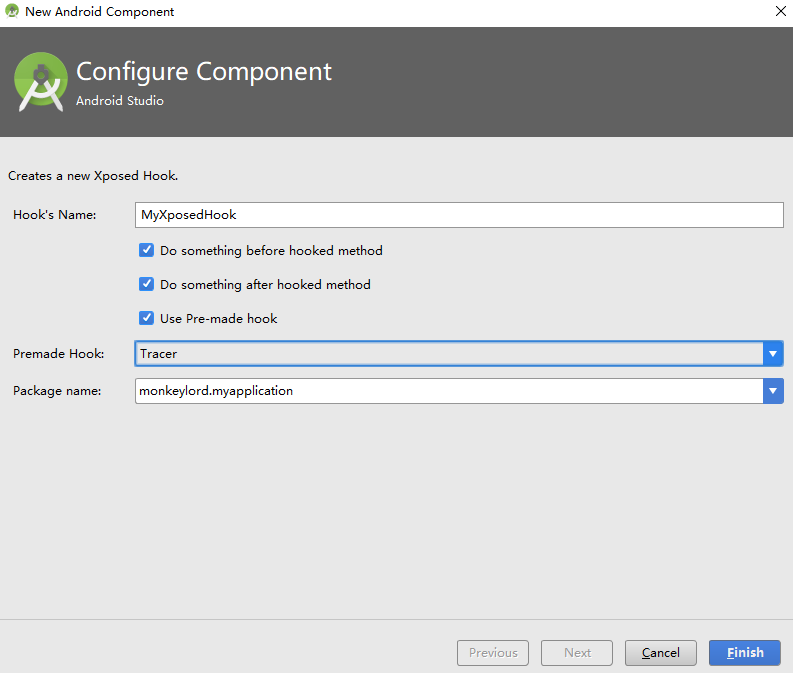 New Android Component
Configure Component
Android Studio
Creates a new Xposed Hook.
Hook's Name: MyXposedHook
Do something before hooked method
Do something after hooked method
Use Pre-made hook
Premade Hook: Tracer
Package name: monkeylord.myapplication
Previous Next Cancel Finish